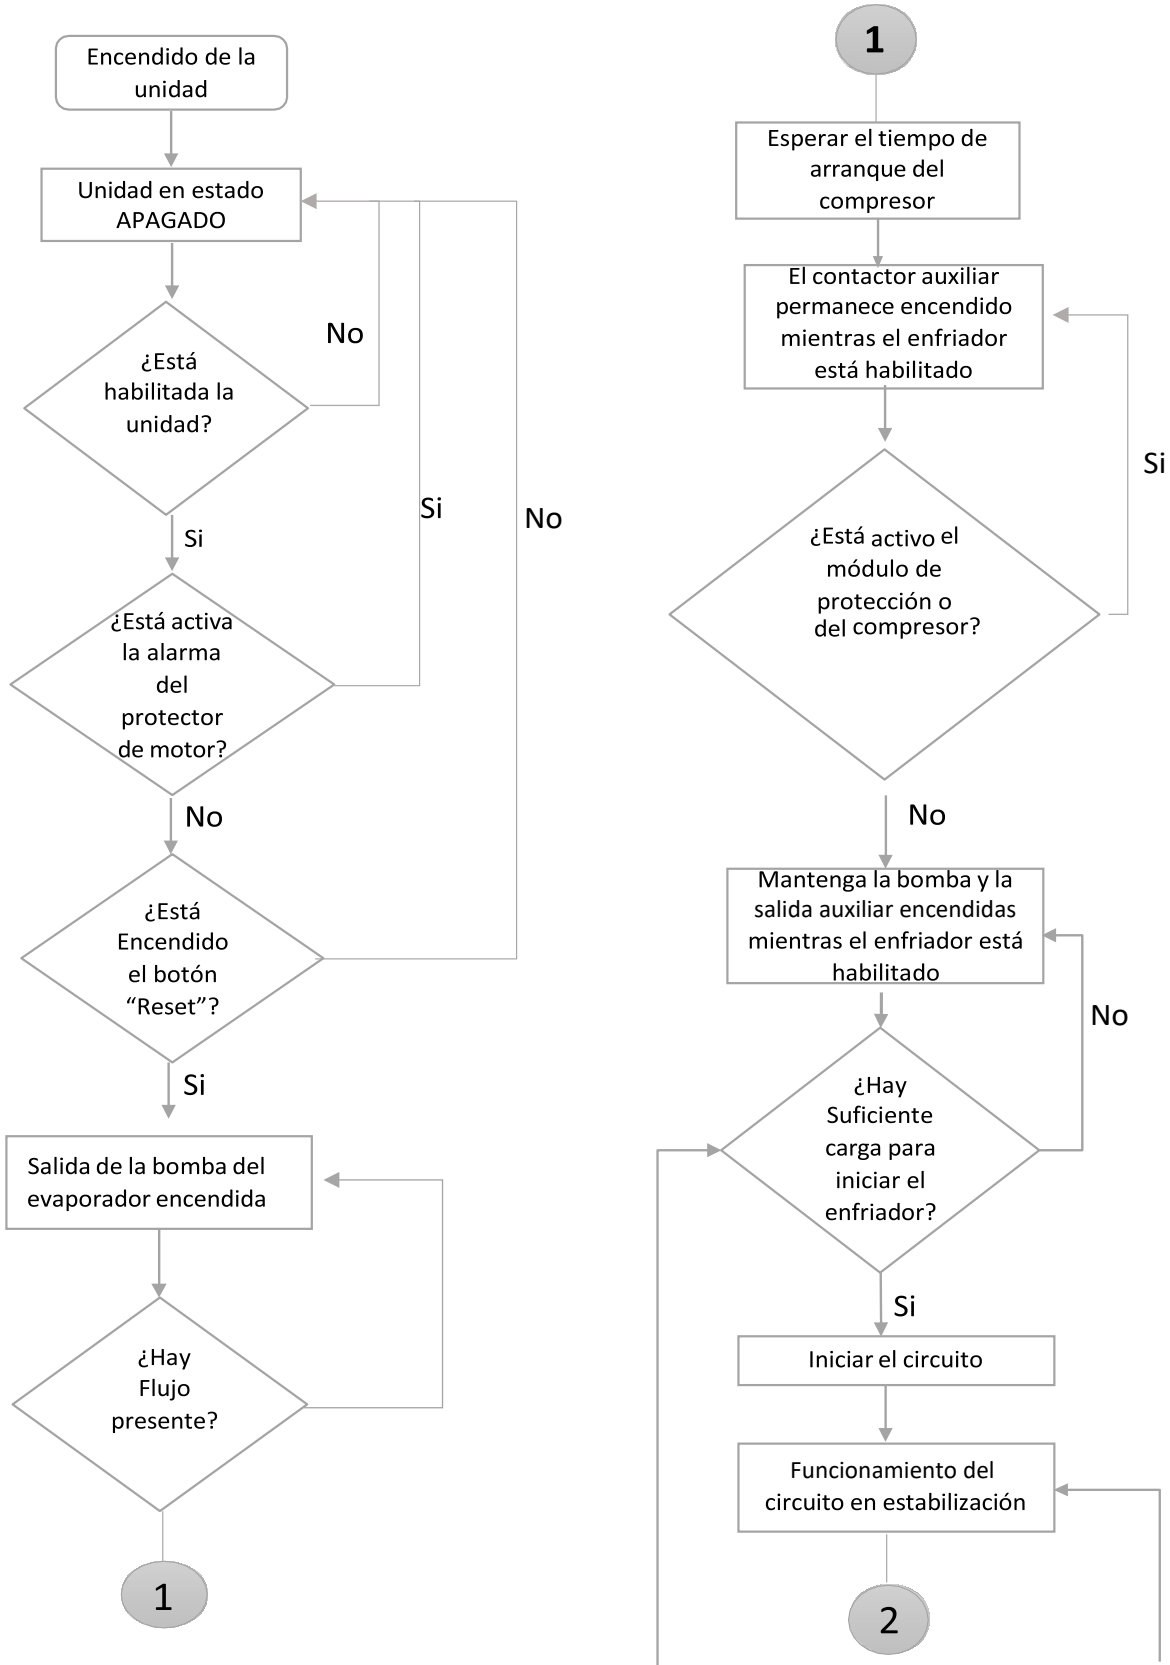 Encendido de la
unidad
Unidad en estado
APAGADO
No
¿Está
habilitada la
unidad?
Si
No
Si
¿Está activa
la alarma
del
protector
de motor?
No
¿Está
Encendido
el botón
“Reset”?
Si
Salida de la bomba del
evaporador encendida
¿Hay
Flujo
presente?
1
1
Esperar el tiempo de
arranque del
compresor
El contactor auxiliar
permanece encendido
mientras el enfriador
está habilitado
Si
¿Está activo el
módulo de
protección o
del compresor?
No
Mantenga la bomba y la
salida auxiliar encendidas
mientras el enfriador está
habilitado
No
¿Hay
Suficiente
carga para
iniciar el
enfriador?
Si
Iniciar el circuito
Funcionamiento del
circuito en estabilización
2